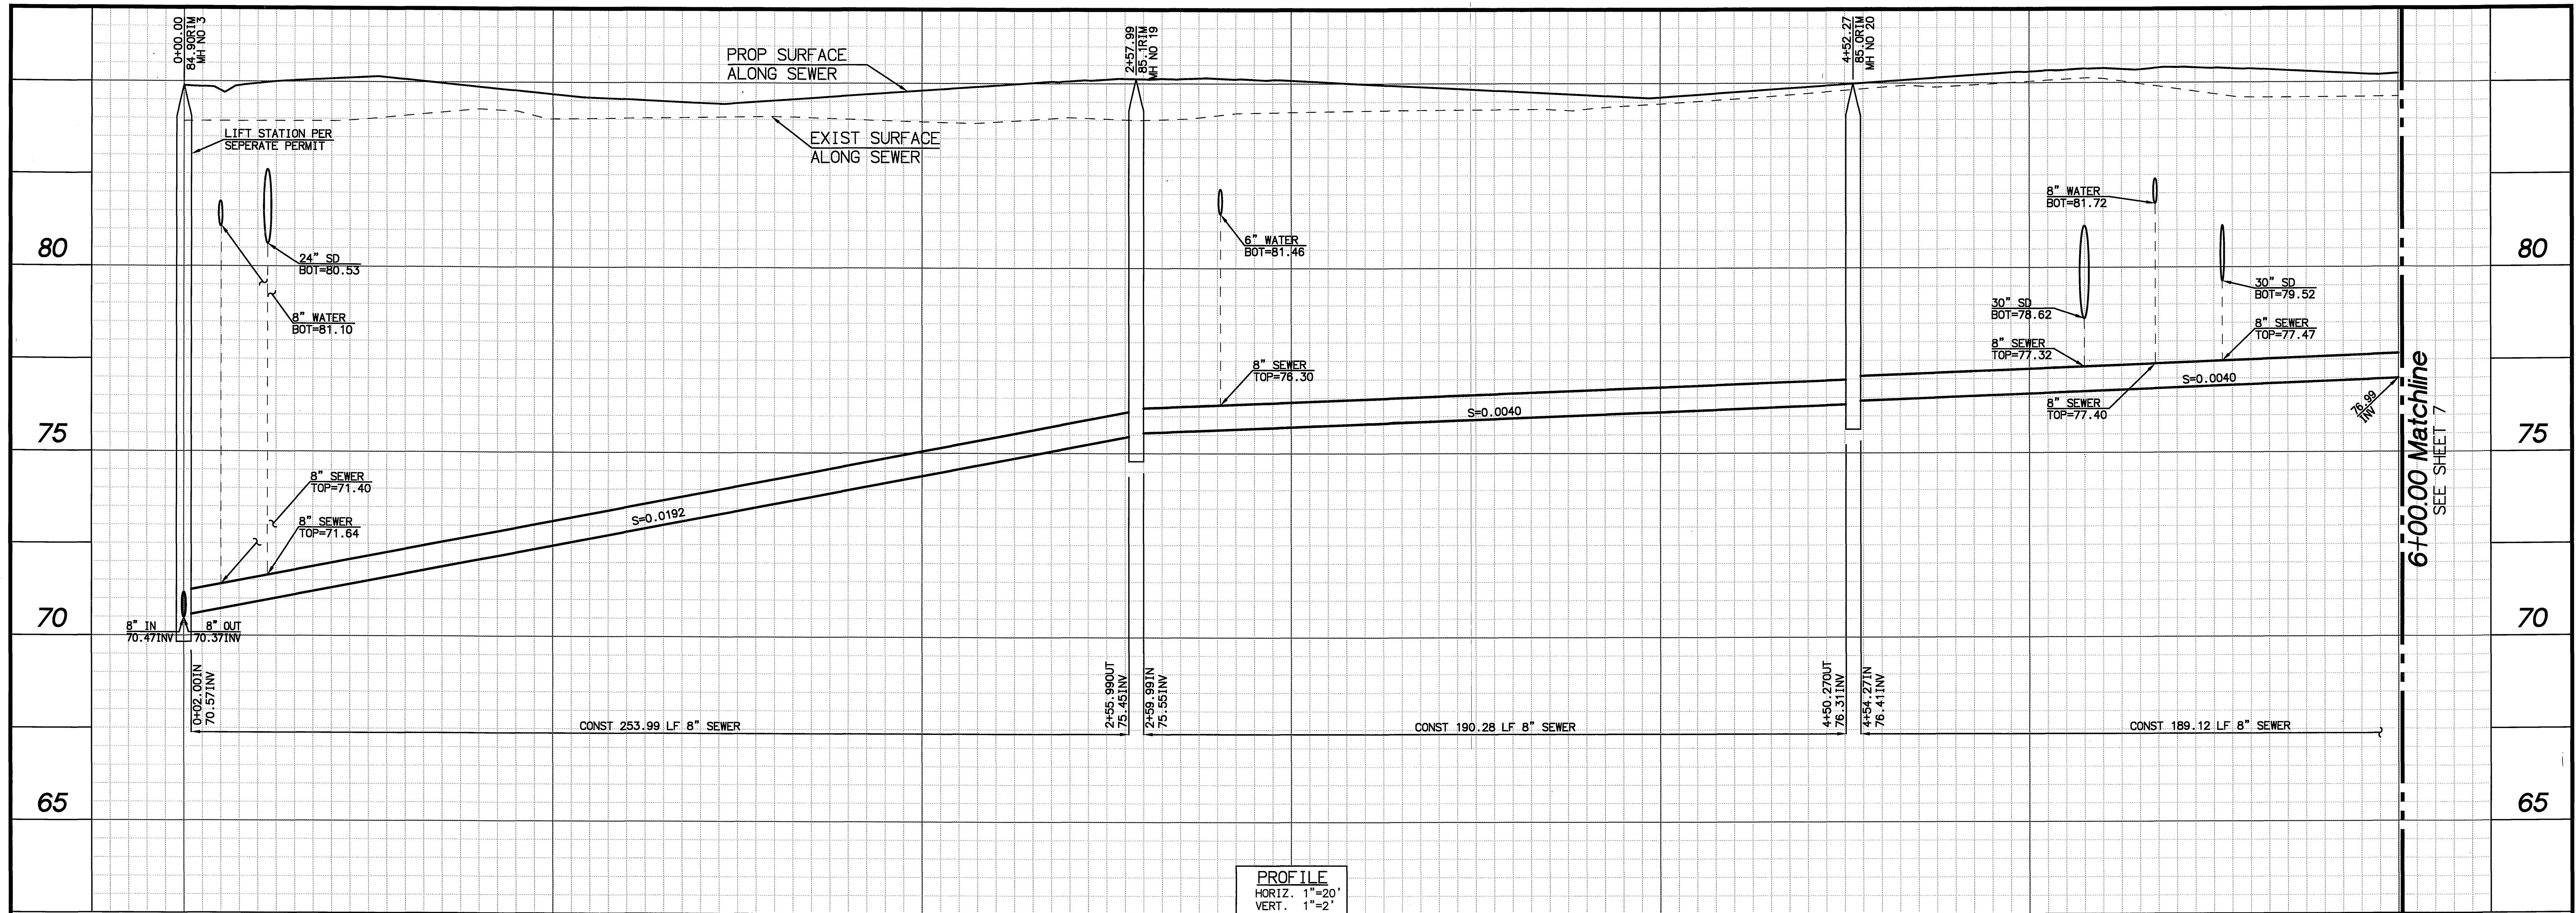 0+00.00
84.90RIM
MH NO 3
PROP SURFACE
ALONG SEWER
2+57.99
85.1RIM
MH NO 19
4+52.27
85.0RIM
MH NO 20
LIFT STATION PER
SEPERATE PERMIT
EXIST SURFACE
ALONG SEWER
80
24" SD
BOT=80.53
8" WATER
BOT=81.10
6" WATER
BOT=81.46
8" WATER
BOT=81.72
30" SD
BOT=78.62
30" SD
BOT=79.52
80
8" SEWER
TOP=77.32
8" SEWER
TOP=77.47
8" SEWER
TOP=76.30
S=0.0040
S=0.0040
8" SEWER
TOP=77.40
76.99
INV
75
75
8" SEWER
TOP=71.40
8" SEWER
TOP=71.64
S=0.0192
6+00.00 Matchline
SEE SHEET 7
70
8" IN
70.47INV
8" OUT
70.37INV
70
0+02.00IN
70.57INV
2+55.99OUT
75.45INV
2+59.99IN
75.55INV
4+50.27OUT
76.31INV
4+54.27IN
76.41INV
CONST 253.99 LF 8" SEWER
CONST 190.28 LF 8" SEWER
CONST 189.12 LF 8" SEWER
65
65
PROFILE
HORIZ. 1"=20'
VERT. 1"=2'